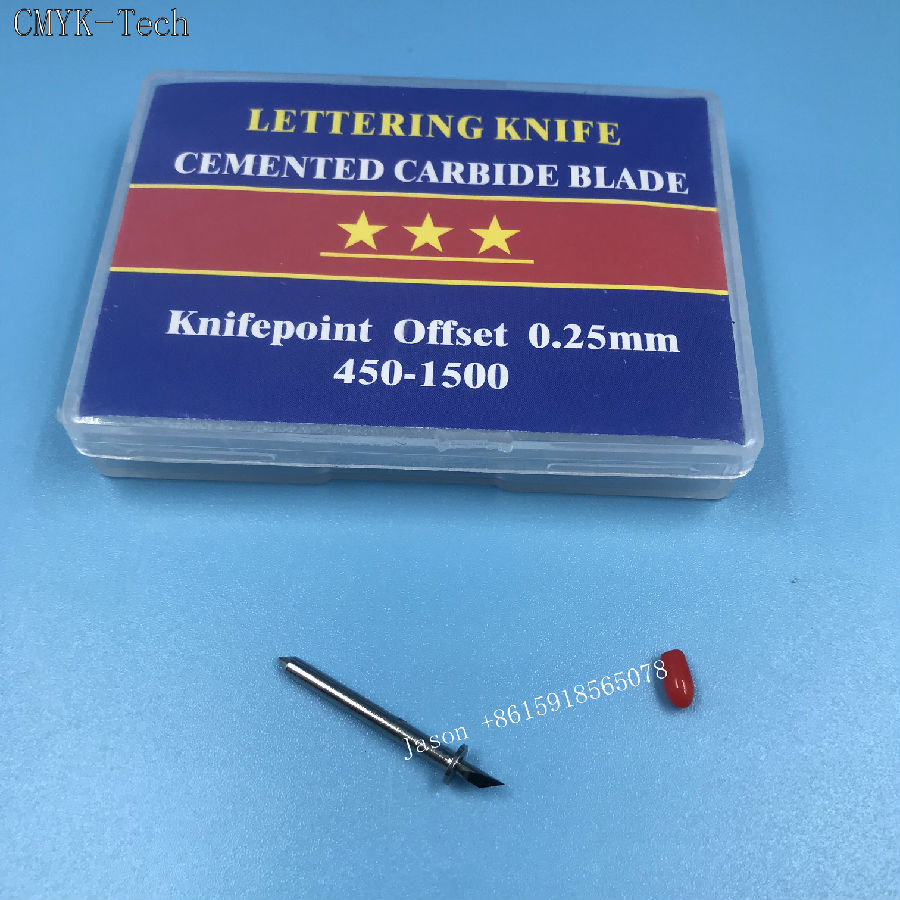 CMYK-Tech
LETTERING KNIFE
CEMENTED CARBIDE BLADE
Knifepoint Offset 0.25mm
450-1500
Jason +8615918565078